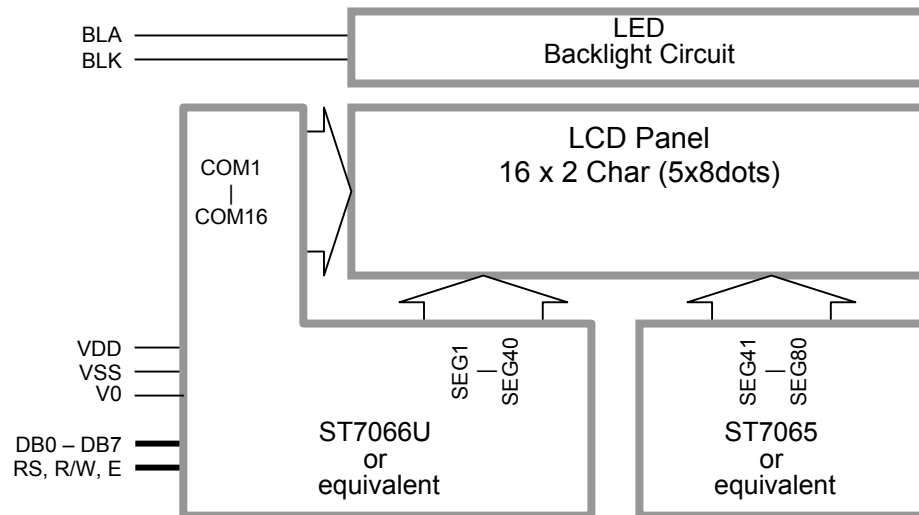 BLA
BLK
LED
Backlight Circuit
LCD Panel
16 x 2 Char (5x8dots)
COM1
|
COM16
VDD
VSS
V0
DB0 – DB7
RS, R/W, E
SEG1
—
SEG40
ST7066U
or
equivalent
SEG41
—
SEG80
ST7065
or
equivalent